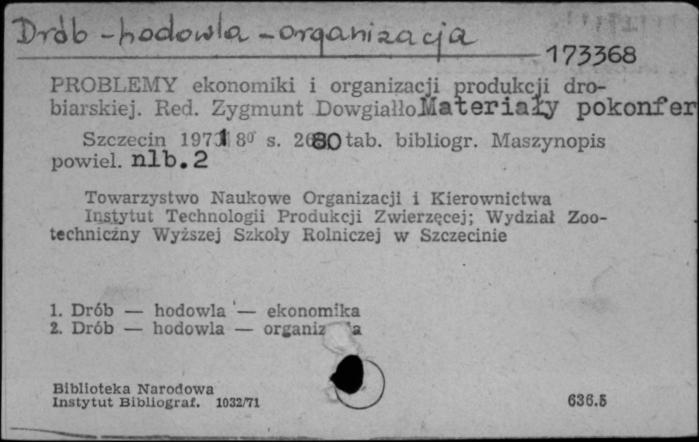 Drób - hodowla - organizacja
173368
PROBLEMY ekonomiki i organizacji produkcji dro-
biarskiej. Red. Zygmunt Dowgiałło Materiały pokonfer
Szczecin 1971 8⁰ s. 280 tab. bibliogr. Maszynopis
powiel. nlb.2
Towarzystwo Naukowe Organizacji i Kierownictwa
Instytut Technologii Produkcji Zwierzęcej; Wydział Zoo-
techniczny Wyższej Szkoły Rolniczej w Szczecinie
1. Drób — hodowla — ekonomika
2. Drób — hodowla —
Biblioteka Narodowa
Instytut Bibliograf. 1032/71
636.5